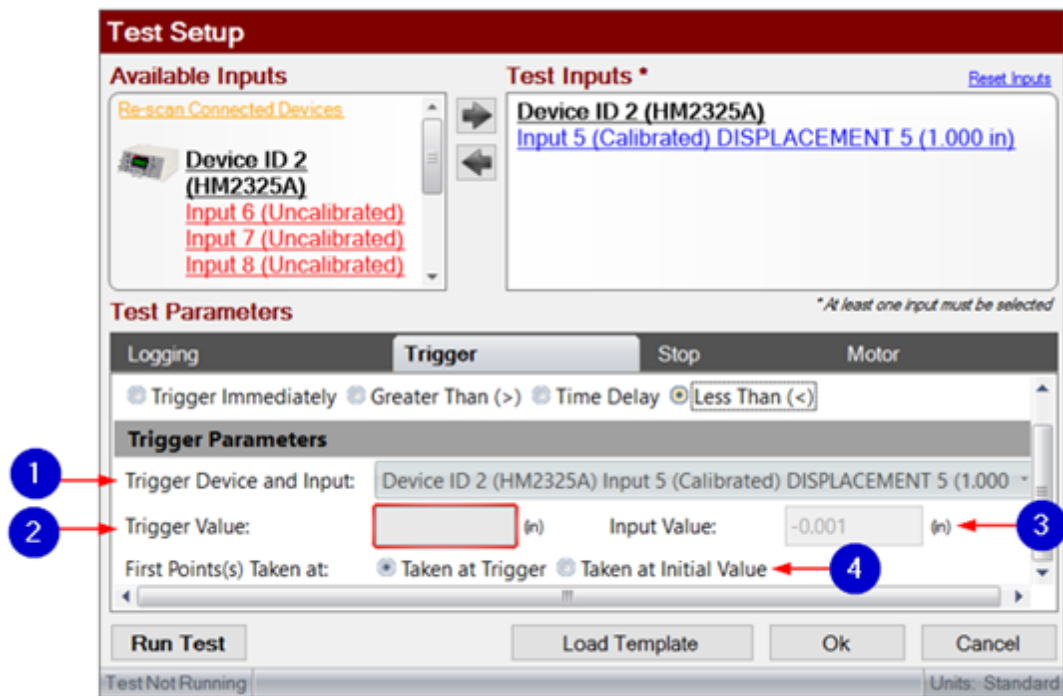 Test Setup
Available Inputs
Test Inputs *
Reset Inputs
Re-scan Connected Devices
Device ID 2
(HM2325A)
Input 6 (Uncalibrated)
Input 7 (Uncalibrated)
Input 8 (Uncalibrated)
Device ID 2 (HM2325A)
Input 5 (Calibrated) DISPLACEMENT 5 (1.000 in)
Test Parameters
* At least one input must be selected
Logging Trigger Stop Motor
Trigger Immediately Greater Than (>) Time Delay Less Than (<)
Trigger Parameters
1 Trigger Device and Input: Device ID 2 (HM2325A) Input 5 (Calibrated) DISPLACEMENT 5 (1.000
2 Trigger Value: (in) Input Value: -0.001 (in) 3
First Points(s) Taken at: Taken at Trigger Taken at Initial Value 4
Run Test Load Template Ok Cancel
Test Not Running Units: Standard